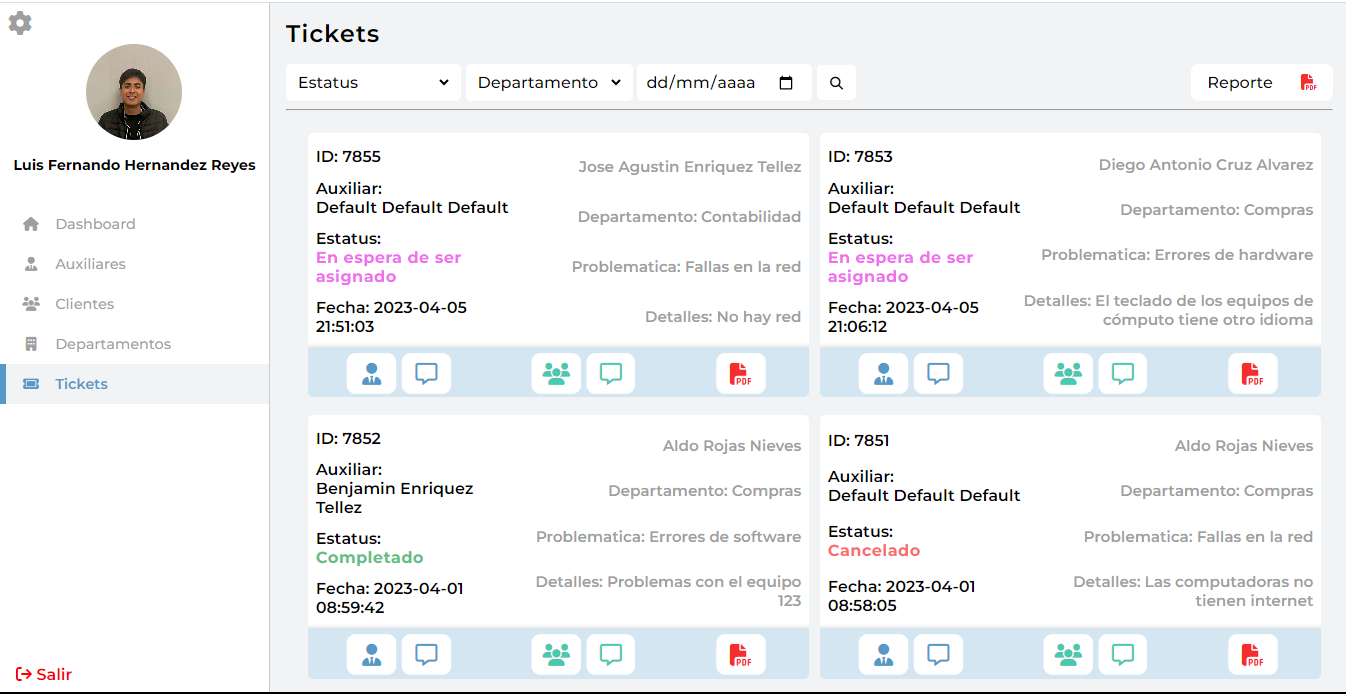 Luis Fernando Hernandez Reyes
Dashboard
Auxiliares
Clientes
Departamentos
Tickets
Salir
Tickets
Estatus
Departamento
dd/mm/aaaa
Reporte
PDF
ID: 7855
Auxiliar:
Default Default Default
Estatus:
En espera de ser
asignado
Fecha: 2023-04-05
21:51:03
Jose Agustin Enriquez Tellez
Departamento: Contabilidad
Problematica: Fallas en la red
Detalles: No hay red
PDF
ID: 7853
Auxiliar:
Default Default Default
Estatus:
En espera de ser
asignado
Fecha: 2023-04-05
21:06:12
Diego Antonio Cruz Alvarez
Departamento: Compras
Problematica: Errores de hardware
Detalles: El teclado de los equipos de
cómputo tiene otro idioma
PDF
ID: 7852
Auxiliar:
Benjamin Enriquez
Tellez
Estatus:
Completado
Fecha: 2023-04-01
08:59:42
Aldo Rojas Nieves
Departamento: Compras
Problematica: Errores de software
Detalles: Problemas con el equipo
123
PDF
ID: 7851
Auxiliar:
Default Default Default
Estatus:
Cancelado
Fecha: 2023-04-01
08:58:05
Aldo Rojas Nieves
Departamento: Compras
Problematica: Fallas en la red
Detalles: Las computadoras no
tienen internet
PDF